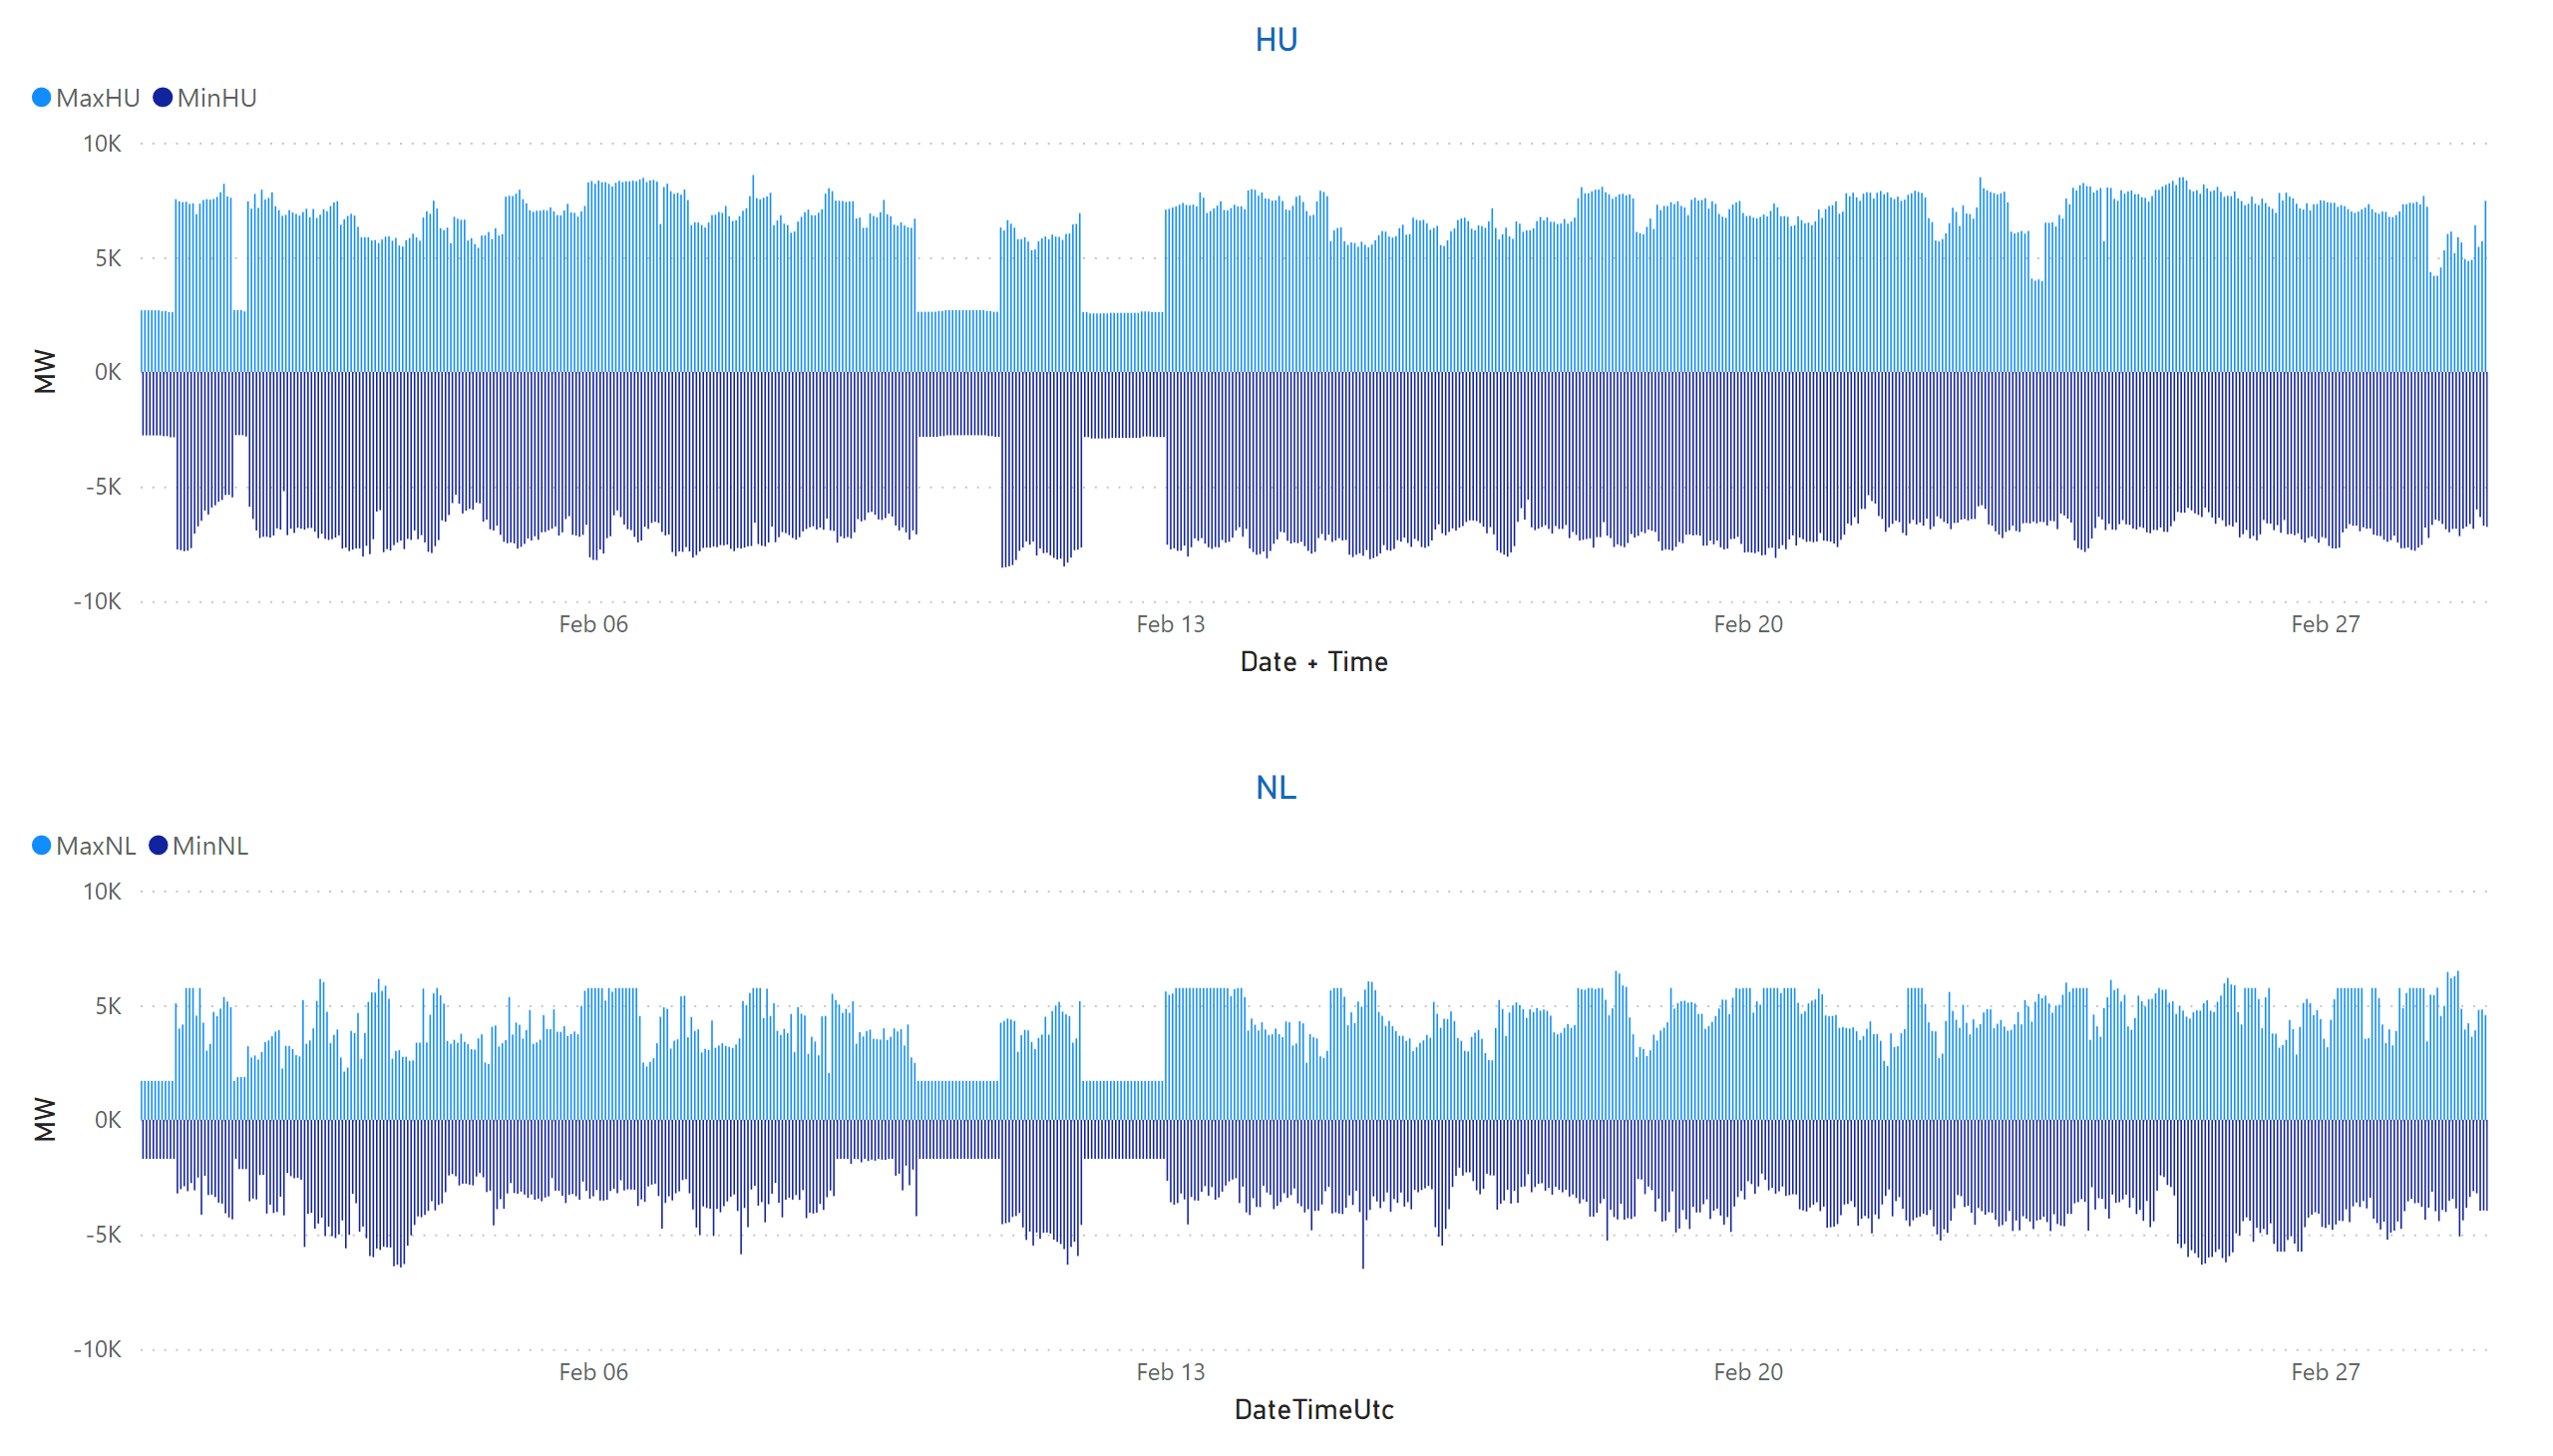 HU
MaxHU MinHU
10K
5K
0K
-5K
-10K
MW
Feb 06 Feb 13 Feb 20 Feb 27
Date + Time
NL
MaxNL MinNL
10K
5K
0K
-5K
-10K
MW
Feb 06 Feb 13 Feb 20 Feb 27
DateTimeUtc